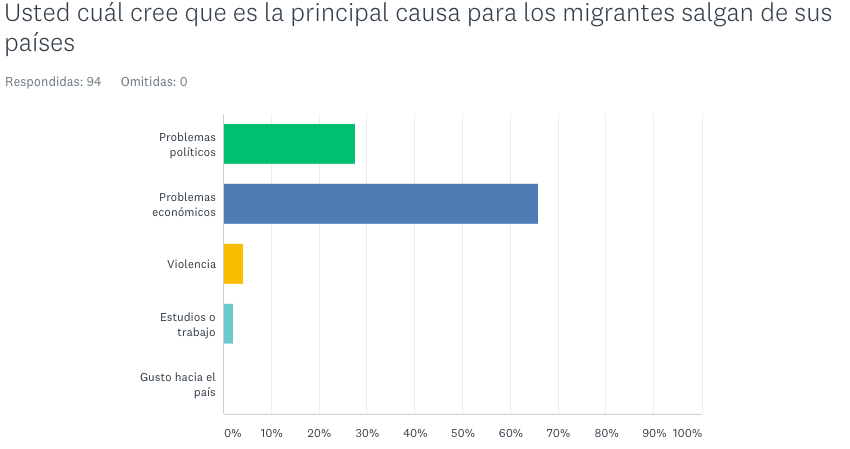 Usted cuál cree que es la principal causa para los migrantes salgan de sus
países
Respondidas: 94 Omitidas: 0
Problemas
políticos
Problemas
económicos
Violencia
Estudios o
trabajo
Gusto hacia el
país
0% 10% 20% 30% 40% 50% 60% 70% 80% 90% 100%